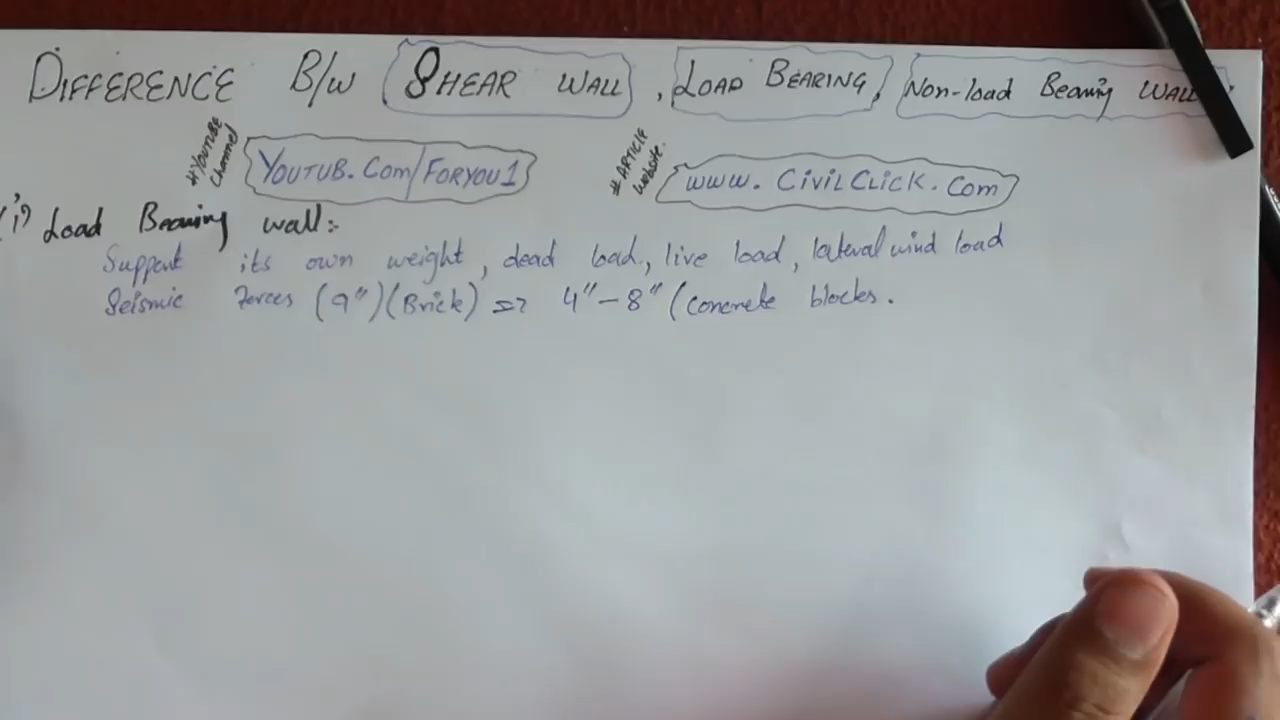 DIFFERENCE B/W SHEAR WALL, LOAD BEARING, Non-load Bearing WALL
#YOUTUBE Channel
YOUTUB.Com/FORYOU1
#ARTICLE Website.
www.CiViLCLiCK.Com
(i) Load Bearing wall:-
Support its own weight, dead load, live load, lateral wind load
Seismic Forces (9")(Brick) => 4"-8" (Concrete blocks.